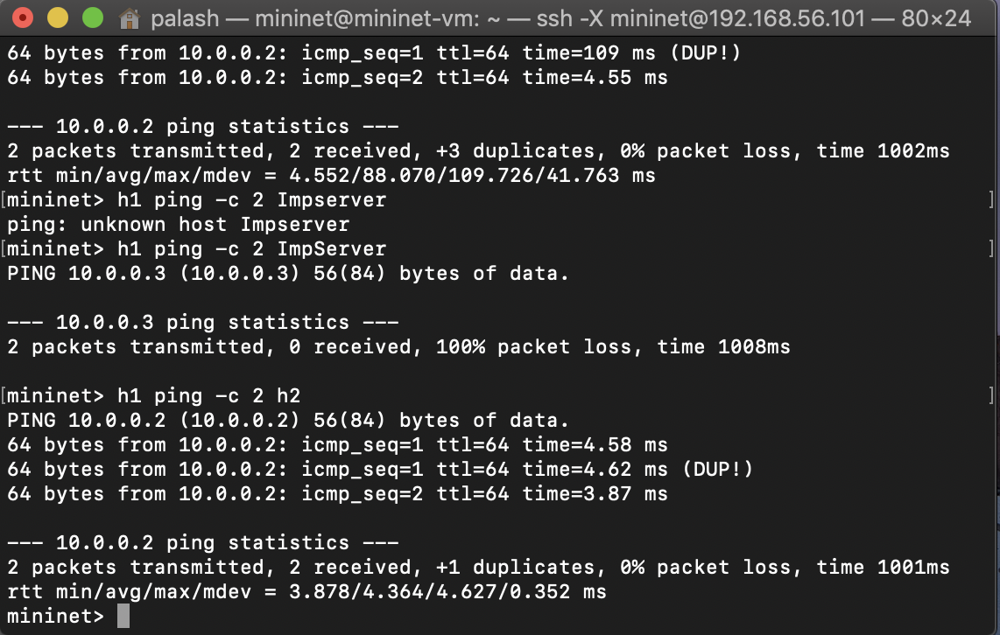 palash — mininet@mininet-vm: ~ — ssh -X mininet@192.168.56.101 — 80×24
64 bytes from 10.0.0.2: icmp_seq=1 ttl=64 time=109 ms (DUP!)
64 bytes from 10.0.0.2: icmp_seq=2 ttl=64 time=4.55 ms
--- 10.0.0.2 ping statistics ---
2 packets transmitted, 2 received, +3 duplicates, 0% packet loss, time 1002ms
rtt min/avg/max/mdev = 4.552/88.070/109.726/41.763 ms
[mininet> h1 ping -c 2 Impserver ]
ping: unknown host Impserver
[mininet> h1 ping -c 2 ImpServer ]
PING 10.0.0.3 (10.0.0.3) 56(84) bytes of data.
--- 10.0.0.3 ping statistics ---
2 packets transmitted, 0 received, 100% packet loss, time 1008ms
[mininet> h1 ping -c 2 h2 ]
PING 10.0.0.2 (10.0.0.2) 56(84) bytes of data.
64 bytes from 10.0.0.2: icmp_seq=1 ttl=64 time=4.58 ms
64 bytes from 10.0.0.2: icmp_seq=1 ttl=64 time=4.62 ms (DUP!)
64 bytes from 10.0.0.2: icmp_seq=2 ttl=64 time=3.87 ms
--- 10.0.0.2 ping statistics ---
2 packets transmitted, 2 received, +1 duplicates, 0% packet loss, time 1001ms
rtt min/avg/max/mdev = 3.878/4.364/4.627/0.352 ms
mininet>